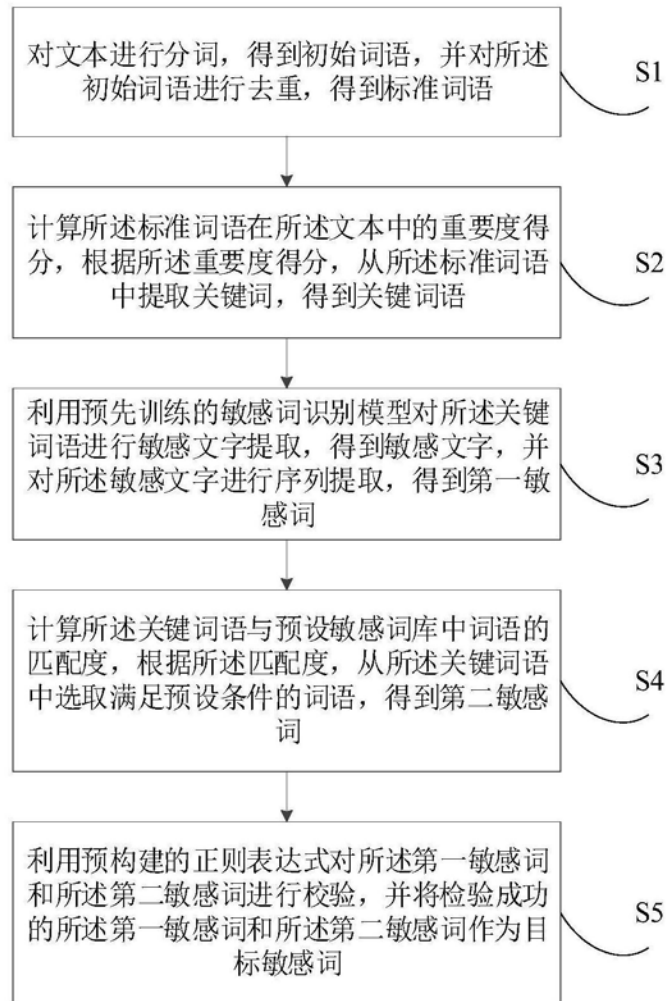 对文本进行分词，得到初始词语，并对所述
初始词语进行去重，得到标准词语
S1
计算所述标准词语在所述文本中的重要度得
分，根据所述重要度得分，从所述标准词语
中提取关键词，得到关键词语
S2
利用预先训练的敏感词识别模型对所述关键
词语进行敏感文字提取，得到敏感文字，并
对所述敏感文字进行序列提取，得到第一敏
感词
S3
计算所述关键词语与预设敏感词库中词语的
匹配度，根据所述匹配度，从所述关键词语
中选取满足预设条件的词语，得到第二敏感
词
S4
利用预构建的正则表达式对所述第一敏感词
和所述第二敏感词进行校验，并将检验成功
的所述第一敏感词和所述第二敏感词作为目
标敏感词
S5